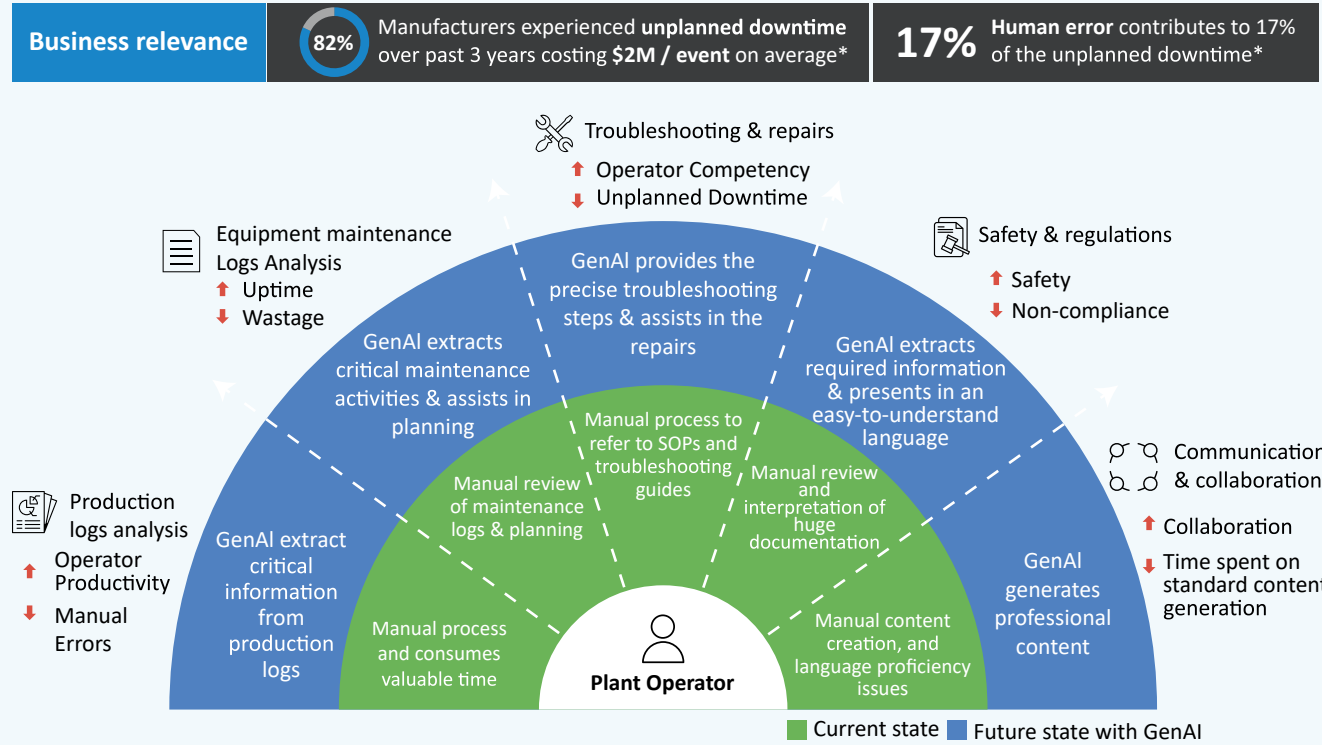 Business relevance
82%
Manufacturers experienced unplanned downtime
over past 3 years costing $2M / event on average*
17%
Human error contributes to 17%
of the unplanned downtime*
Troubleshooting & repairs
Operator Competency
Unplanned Downtime
Equipment maintenance
Logs Analysis
Uptime
Wastage
Safety & regulations
Safety
Non-compliance
Production
logs analysis
Operator
Productivity
Manual
Errors
Communication
& collaboration
Collaboration
Time spent on
standard content
generation
GenAI extract
critical
information
from
production
logs
GenAI extracts
critical maintenance
activities & assists in
planning
GenAI provides the
precise troubleshooting
steps & assists in the
repairs
GenAI extracts
required information
& presents in an
easy-to-understand
language
GenAI
generates
professional
content
Manual process
and consumes
valuable time
Manual review
of maintenance
logs & planning
Manual process to
refer to SOPs and
troubleshooting
guides
Manual review
and
interpretation of
huge
documentation
Manual content
creation, and
language proficiency
issues
Plant Operator
Current state
Future state with GenAI